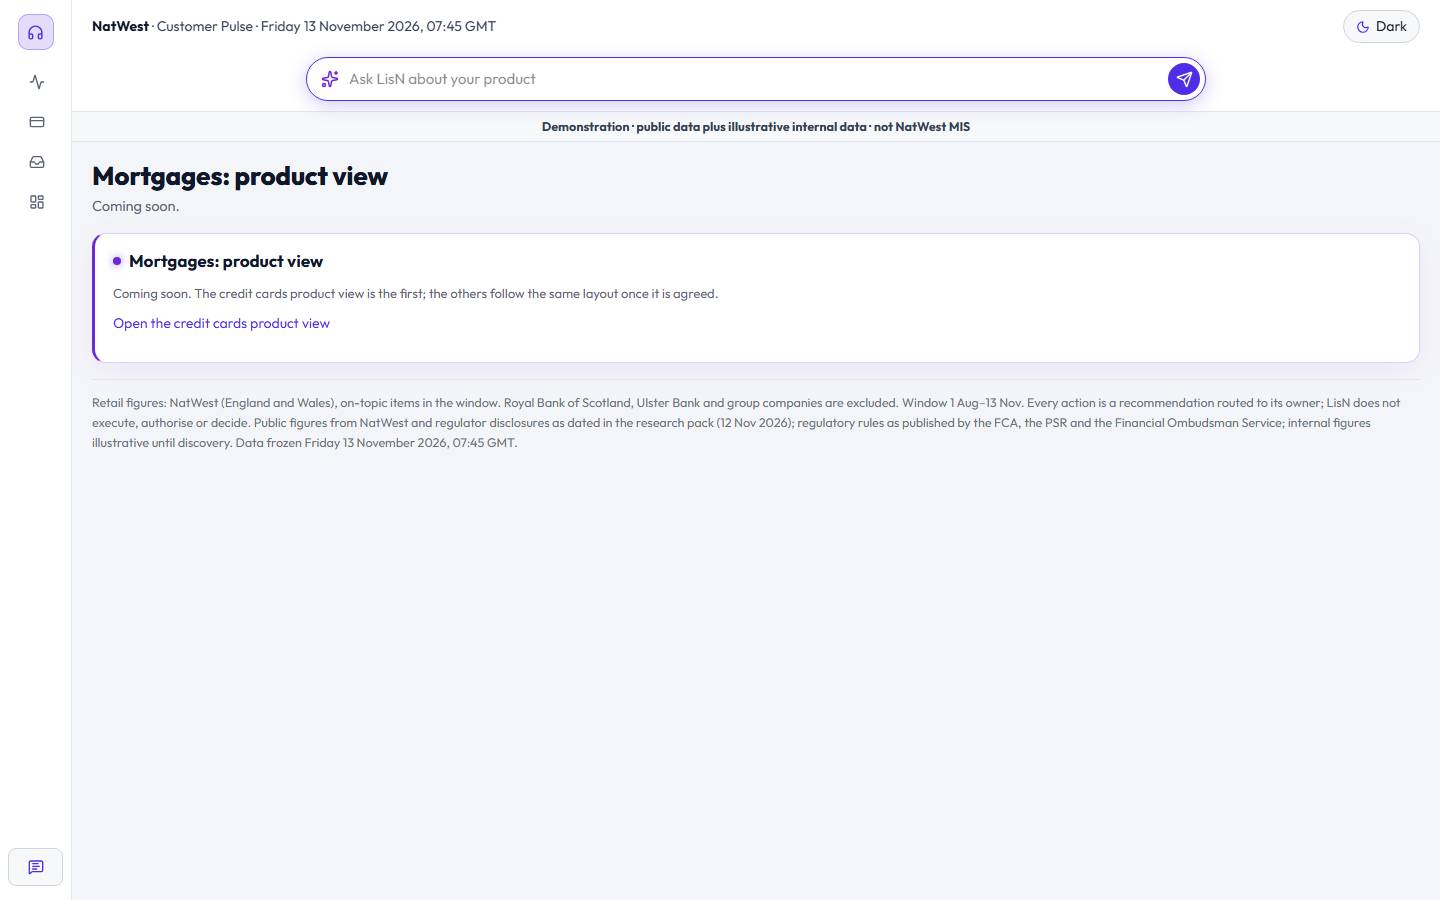 NatWest · Customer Pulse · Friday 13 November 2026, 07:45 GMT
Dark
Ask LisN about your product
Demonstration · public data plus illustrative internal data · not NatWest MIS
Mortgages: product view
Coming soon.
Mortgages: product view
Coming soon. The credit cards product view is the first; the others follow the same layout once it is agreed.
Open the credit cards product view
Retail figures: NatWest (England and Wales), on-topic items in the window. Royal Bank of Scotland, Ulster Bank and group companies are excluded. Window 1 Aug–13 Nov. Every action is a recommendation routed to its owner; LisN does not
execute, authorise or decide. Public figures from NatWest and regulator disclosures as dated in the research pack (12 Nov 2026); regulatory rules as published by the FCA, the PSR and the Financial Ombudsman Service; internal figures
illustrative until discovery. Data frozen Friday 13 November 2026, 07:45 GMT.